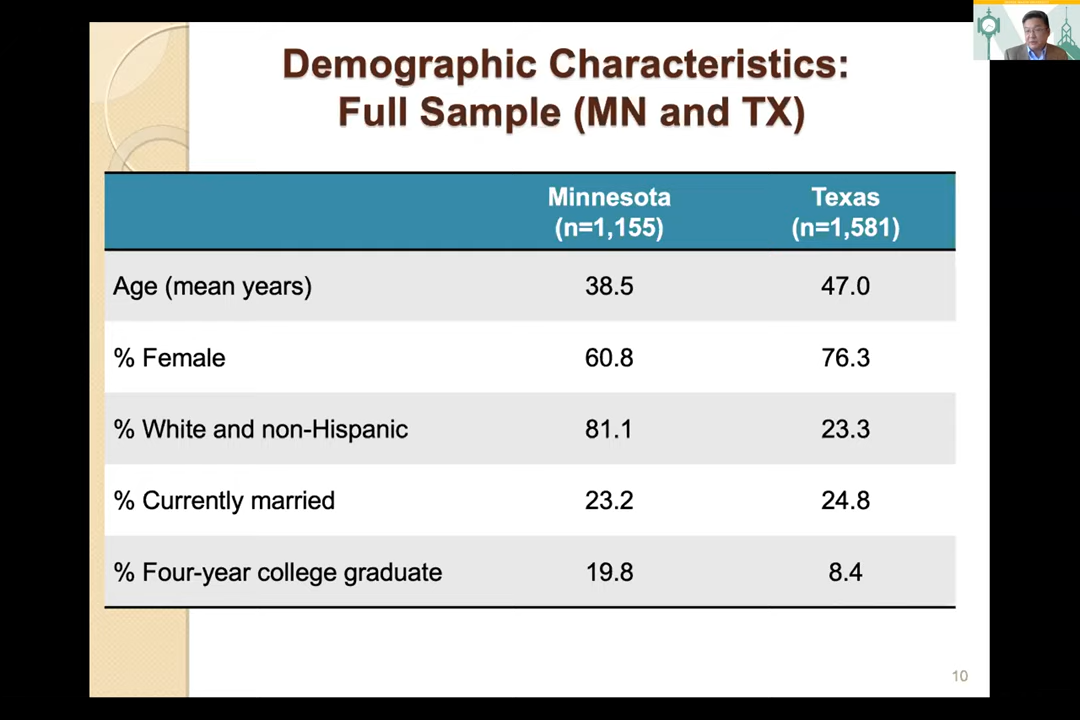 Demographic Characteristics:
Full Sample (MN and TX)
Minnesota Texas
(n=1,155) (n=1,581)
Age (mean years) 38.5 47.0
% Female 60.8 76.3
% White and non-Hispanic 81.1 23.3
% Currently married 23.2 24.8
% Four-year college graduate 19.8 8.4
10